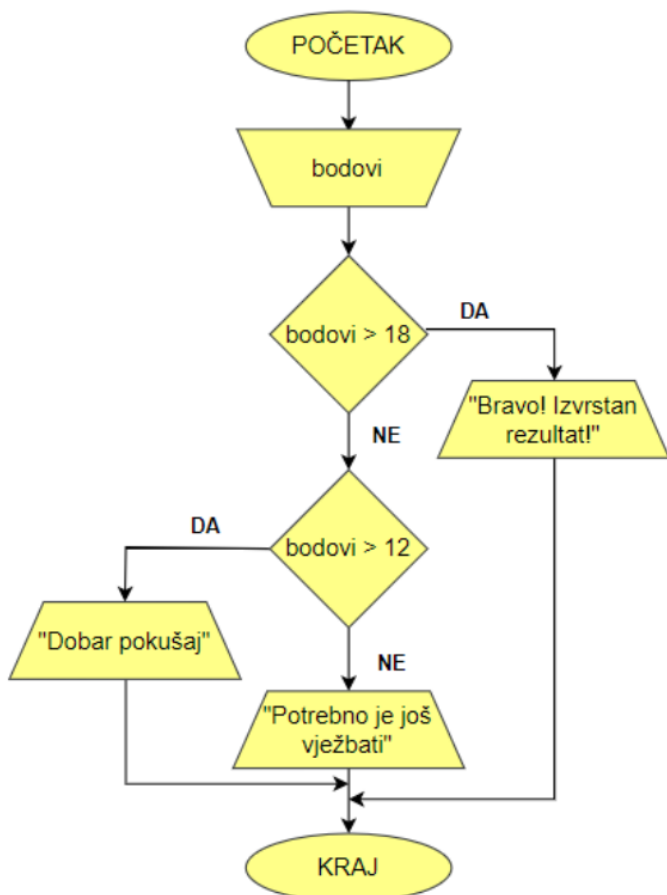 POČETAK
bodovi
bodovi > 18
DA
"Bravo! Izvrstan
rezultat!"
NE
bodovi > 12
DA
"Dobar pokušaj"
NE
"Potrebno je još
vježbati"
KRAJ